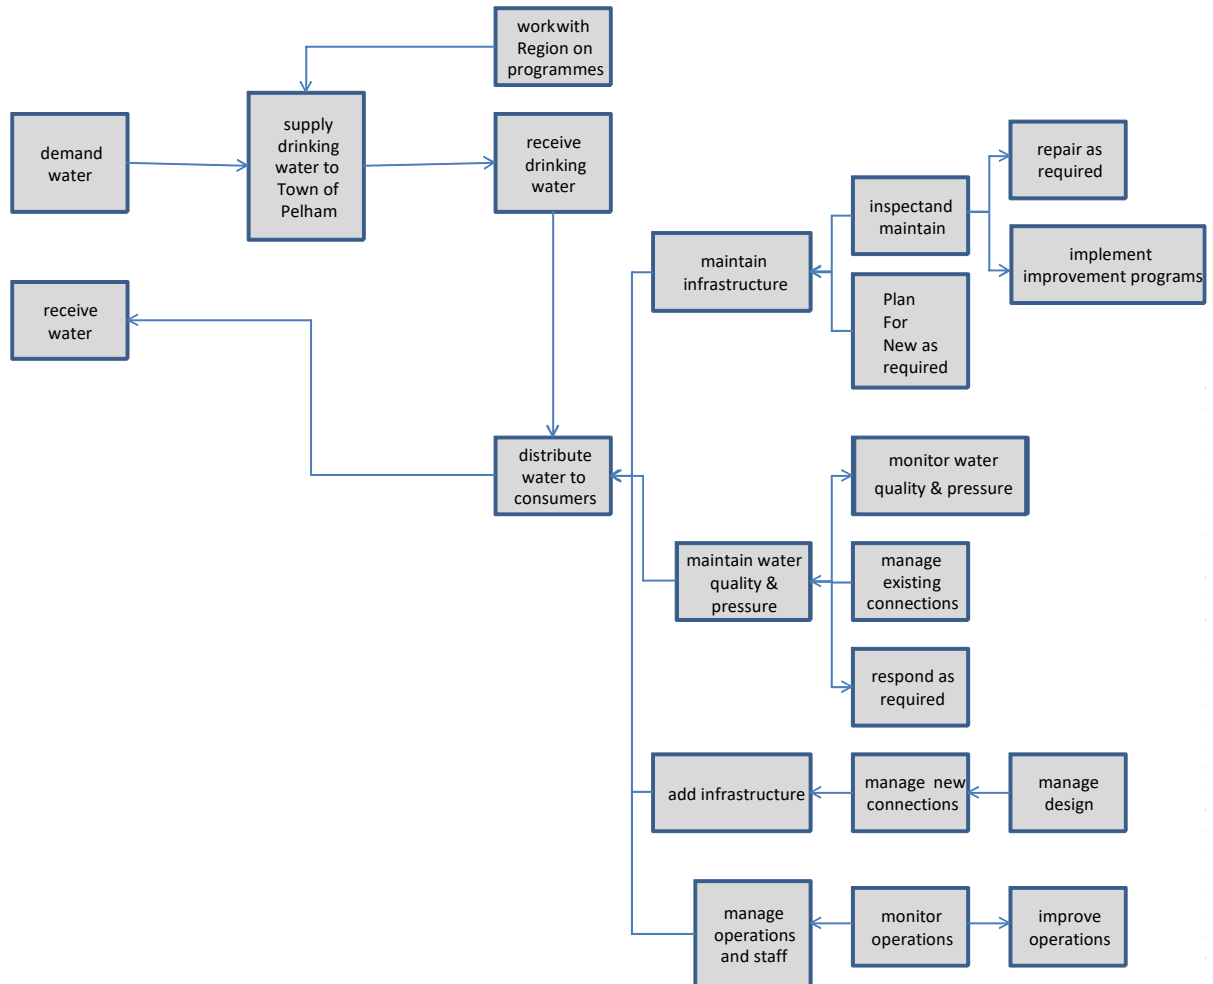 workwith
Region on
programmes
demand
water
supply
drinking
water to
Town of
Pelham
receive
drinking
water
repair as
required
inspectand
maintain
implement
improvement programs
maintain
infrastructure
receive
water
Plan
For
New as
required
distribute
water to
consumers
monitor water
quality & pressure
maintain water
quality &
pressure
manage
existing
connections
respond as
required
add infrastructure
manage new
connections
manage
design
manage
operations
and staff
monitor
operations
improve
operations